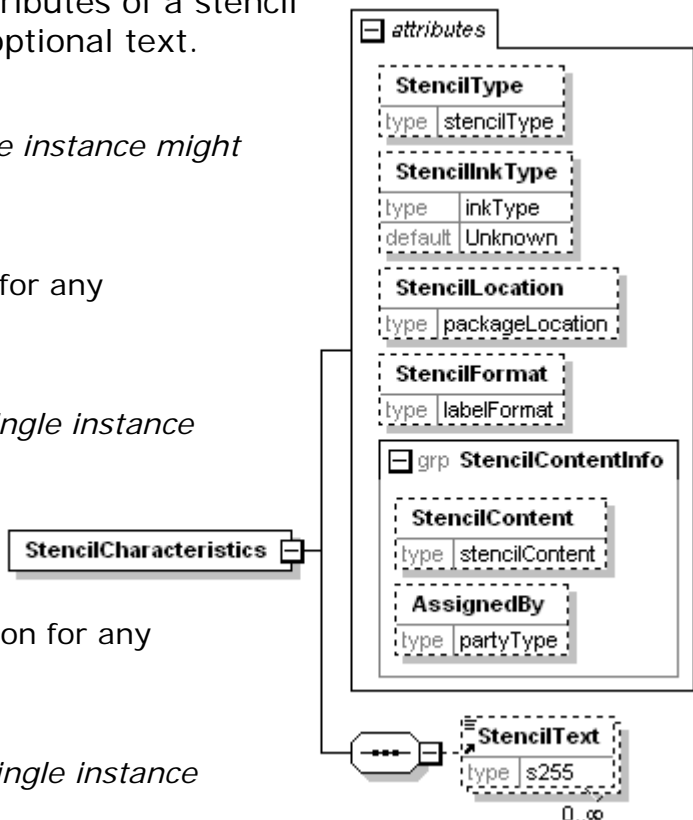 ributes of a stencil
optional text.
e instance might
for any
ngle instance
on for any
ingle instance
attributes
StencilType
type stencilType
StencilInkType
type inkType
default Unknown
StencilLocation
type packageLocation
StencilFormat
type labelFormat
grp StencilContentInfo
StencilContent
type stencilContent
AssignedBy
type partyType
StencilCharacteristics
StencilText
type s255
0..∞